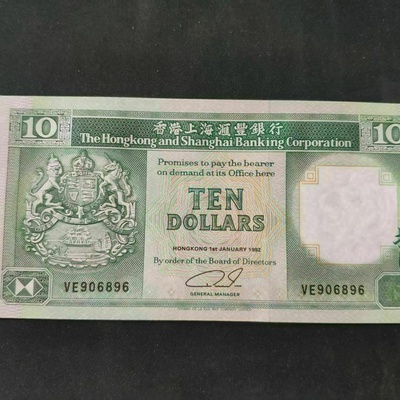 10
香港上海滙豐銀行
10
The Hongkong and Shanghai Banking Corporation
Promises to pay the bearer
on demand at its Office here
TEN
DOLLARS
HONGKONG 1st JANUARY 1992
By order of the Board of Directors
GENERAL MANAGER
VE906896
VE906896